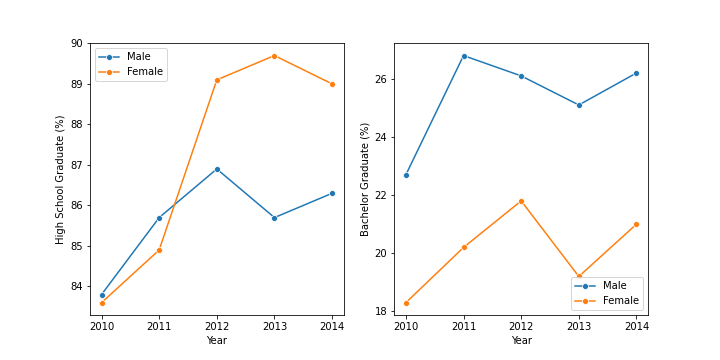 90
89
88
87
86
85
84
High School Graduate (%)
Male
Female
2010 2011 2012 2013 2014
Year
26
24
22
20
18
Bachelor Graduate (%)
Male
Female
2010 2011 2012 2013 2014
Year